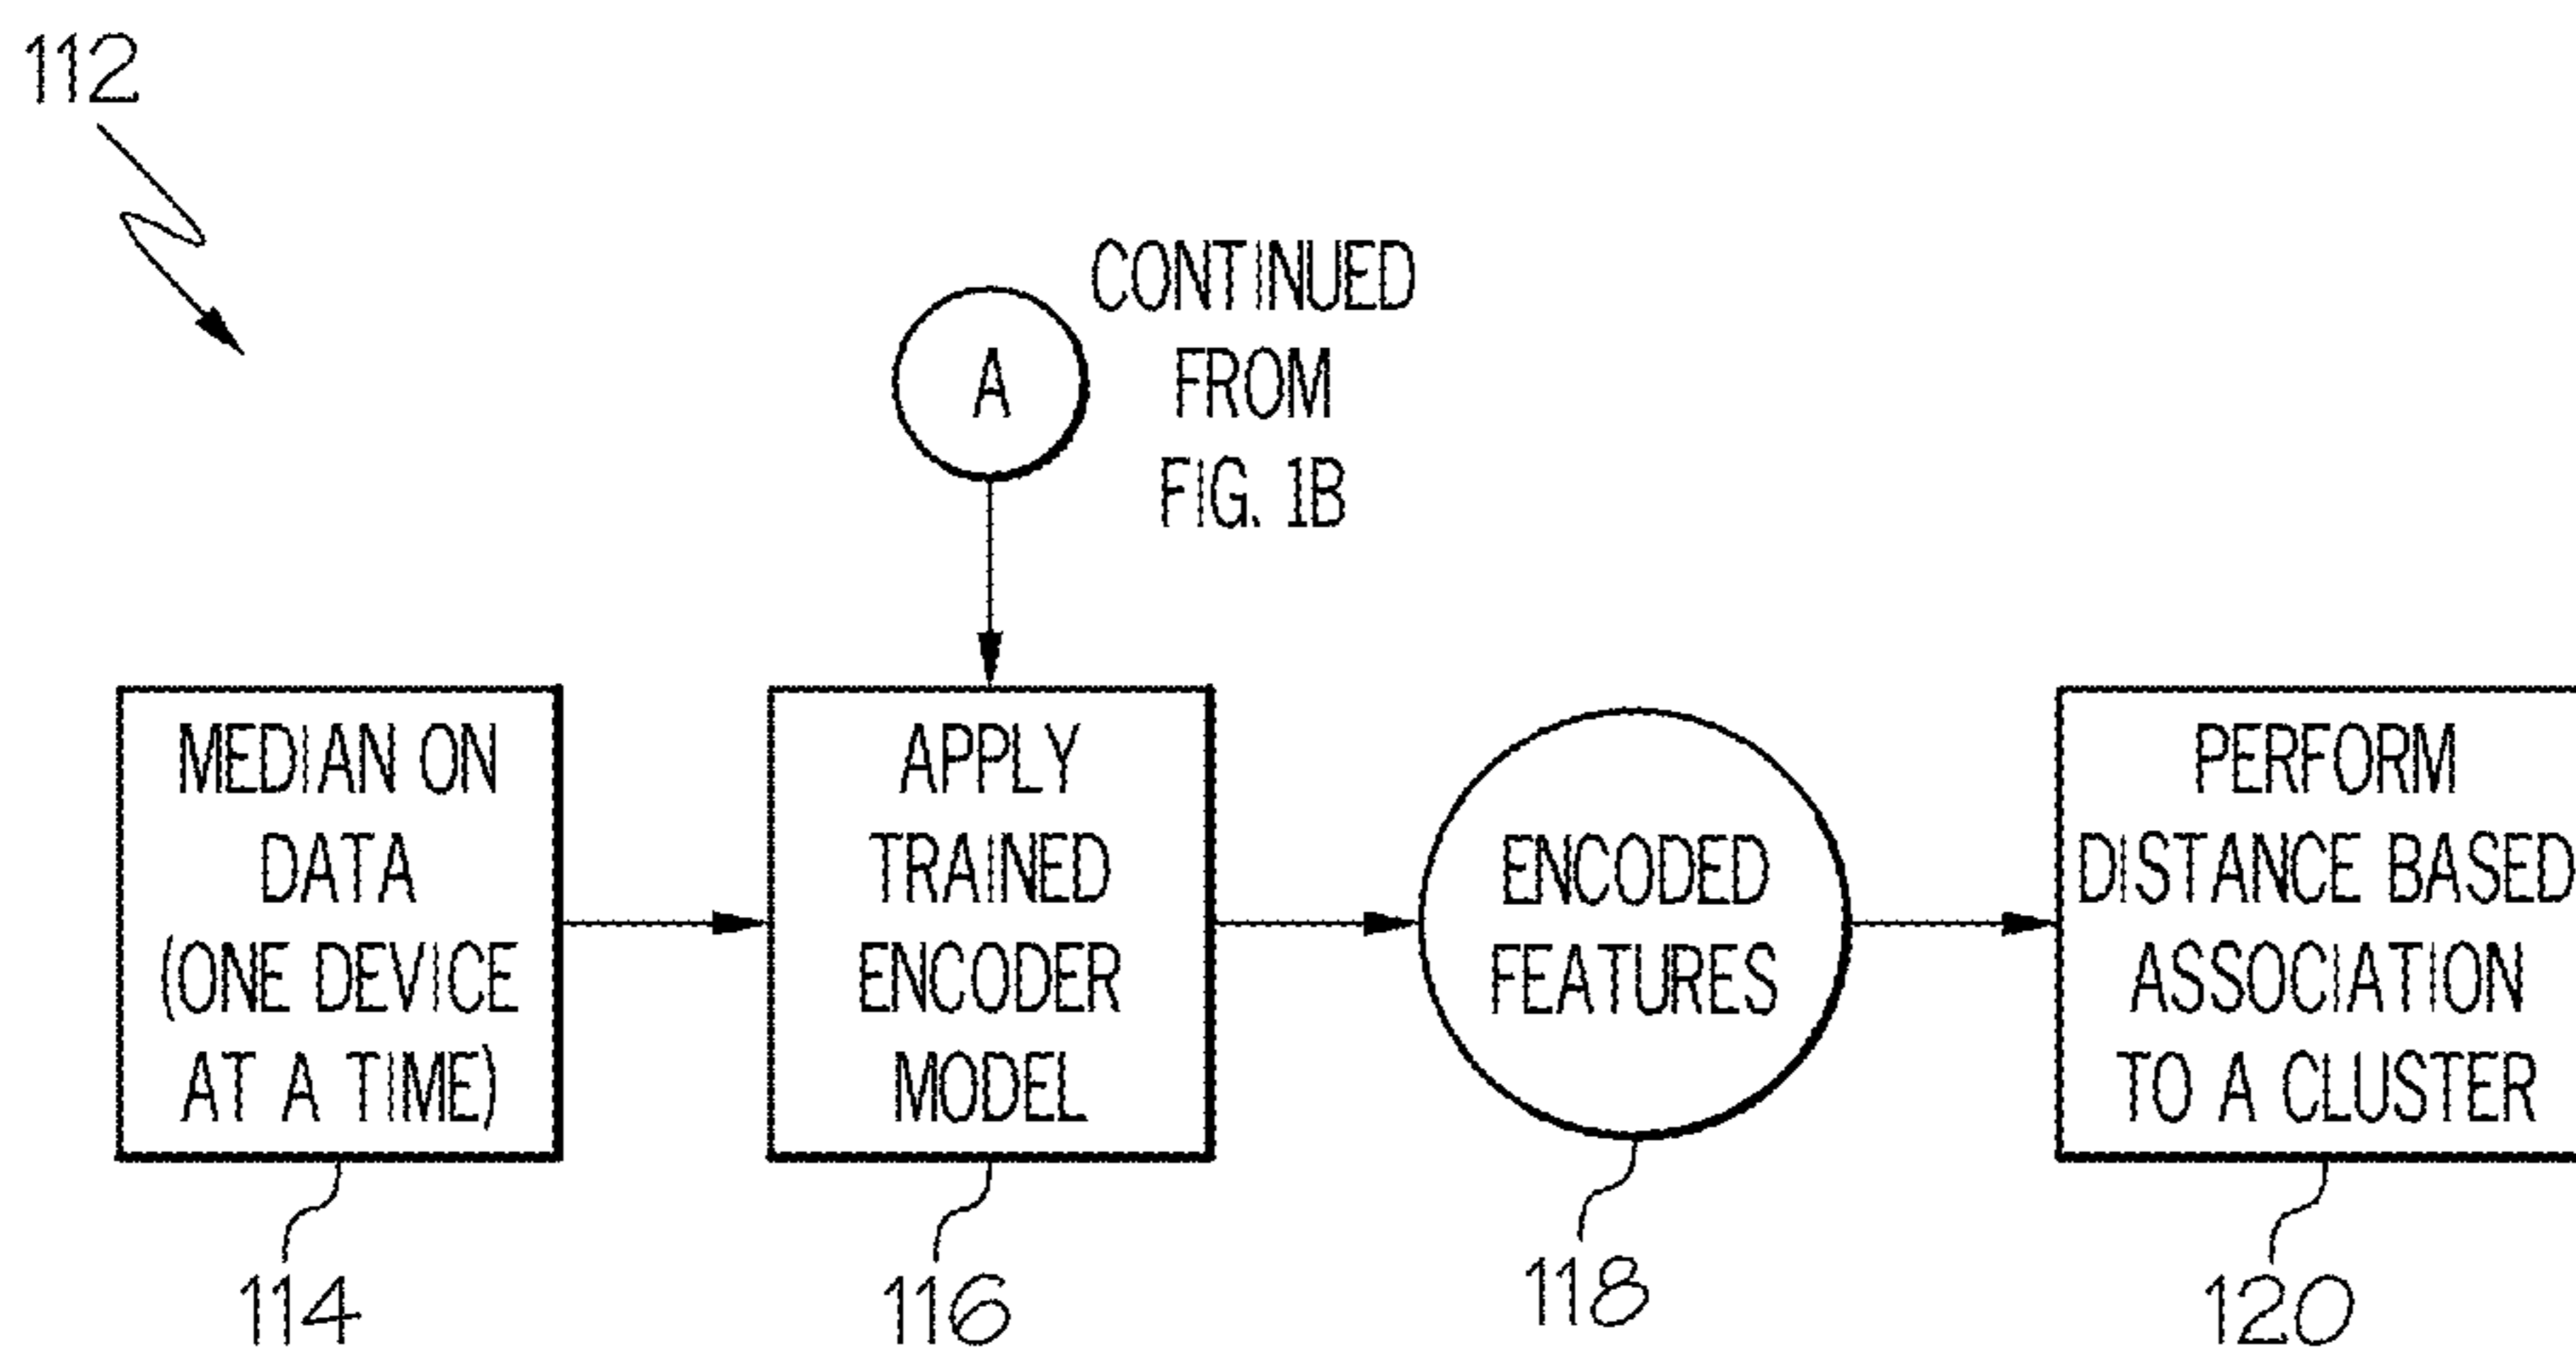 112
A
CONTINUED
FROM
FIG. 1B
MEDIAN ON
DATA
(ONE DEVICE
AT A TIME)
APPLY
TRAINED
ENCODER
MODEL
ENCODED
FEATURES
PERFORM
DISTANCE BASED
ASSOCIATION
TO A CLUSTER
114
116
118
120